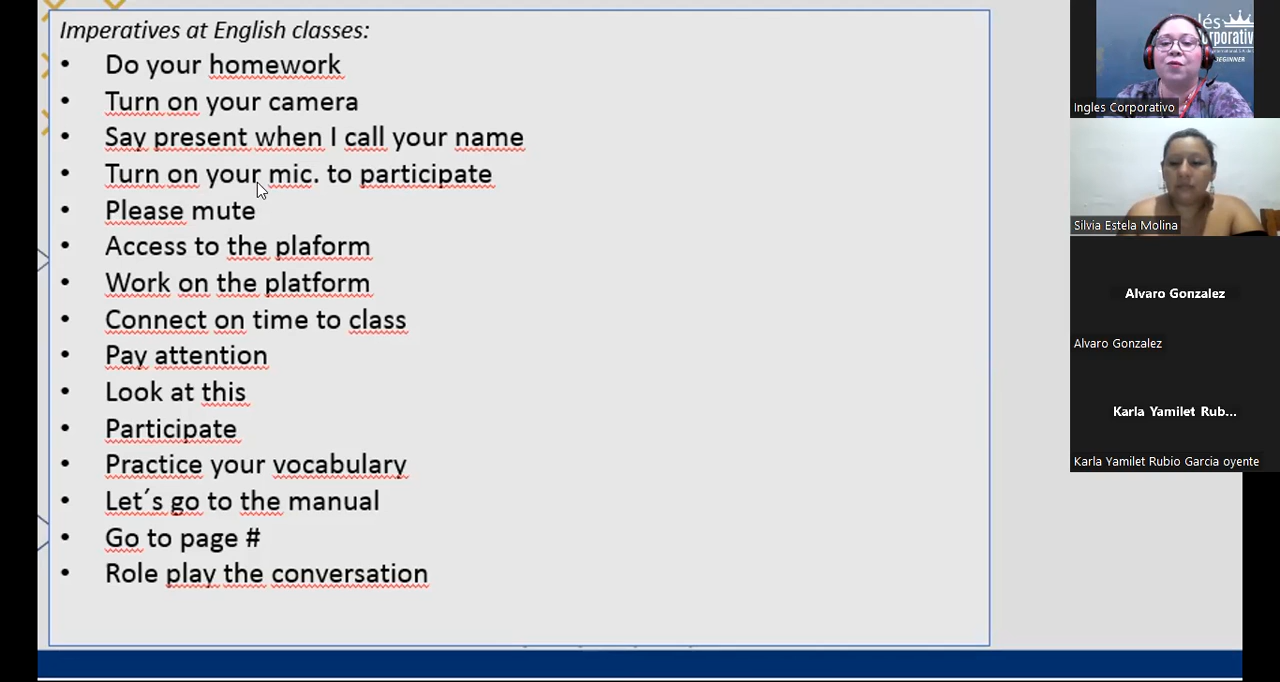 Imperatives at English classes:
• Do your homework
• Turn on your camera
• Say present when I call your name
• Turn on your mic. to participate
• Please mute
• Access to the plaform
• Work on the platform
• Connect on time to class
• Pay attention
• Look at this
• Participate
• Practice your vocabulary
• Let´s go to the manual
• Go to page #
• Role play the conversation
BEGINNER
Ingles Corporativo
Silvia Estela Molina
Alvaro Gonzalez
Alvaro Gonzalez
Karla Yamilet Rub...
Karla Yamilet Rubio Garcia oyente